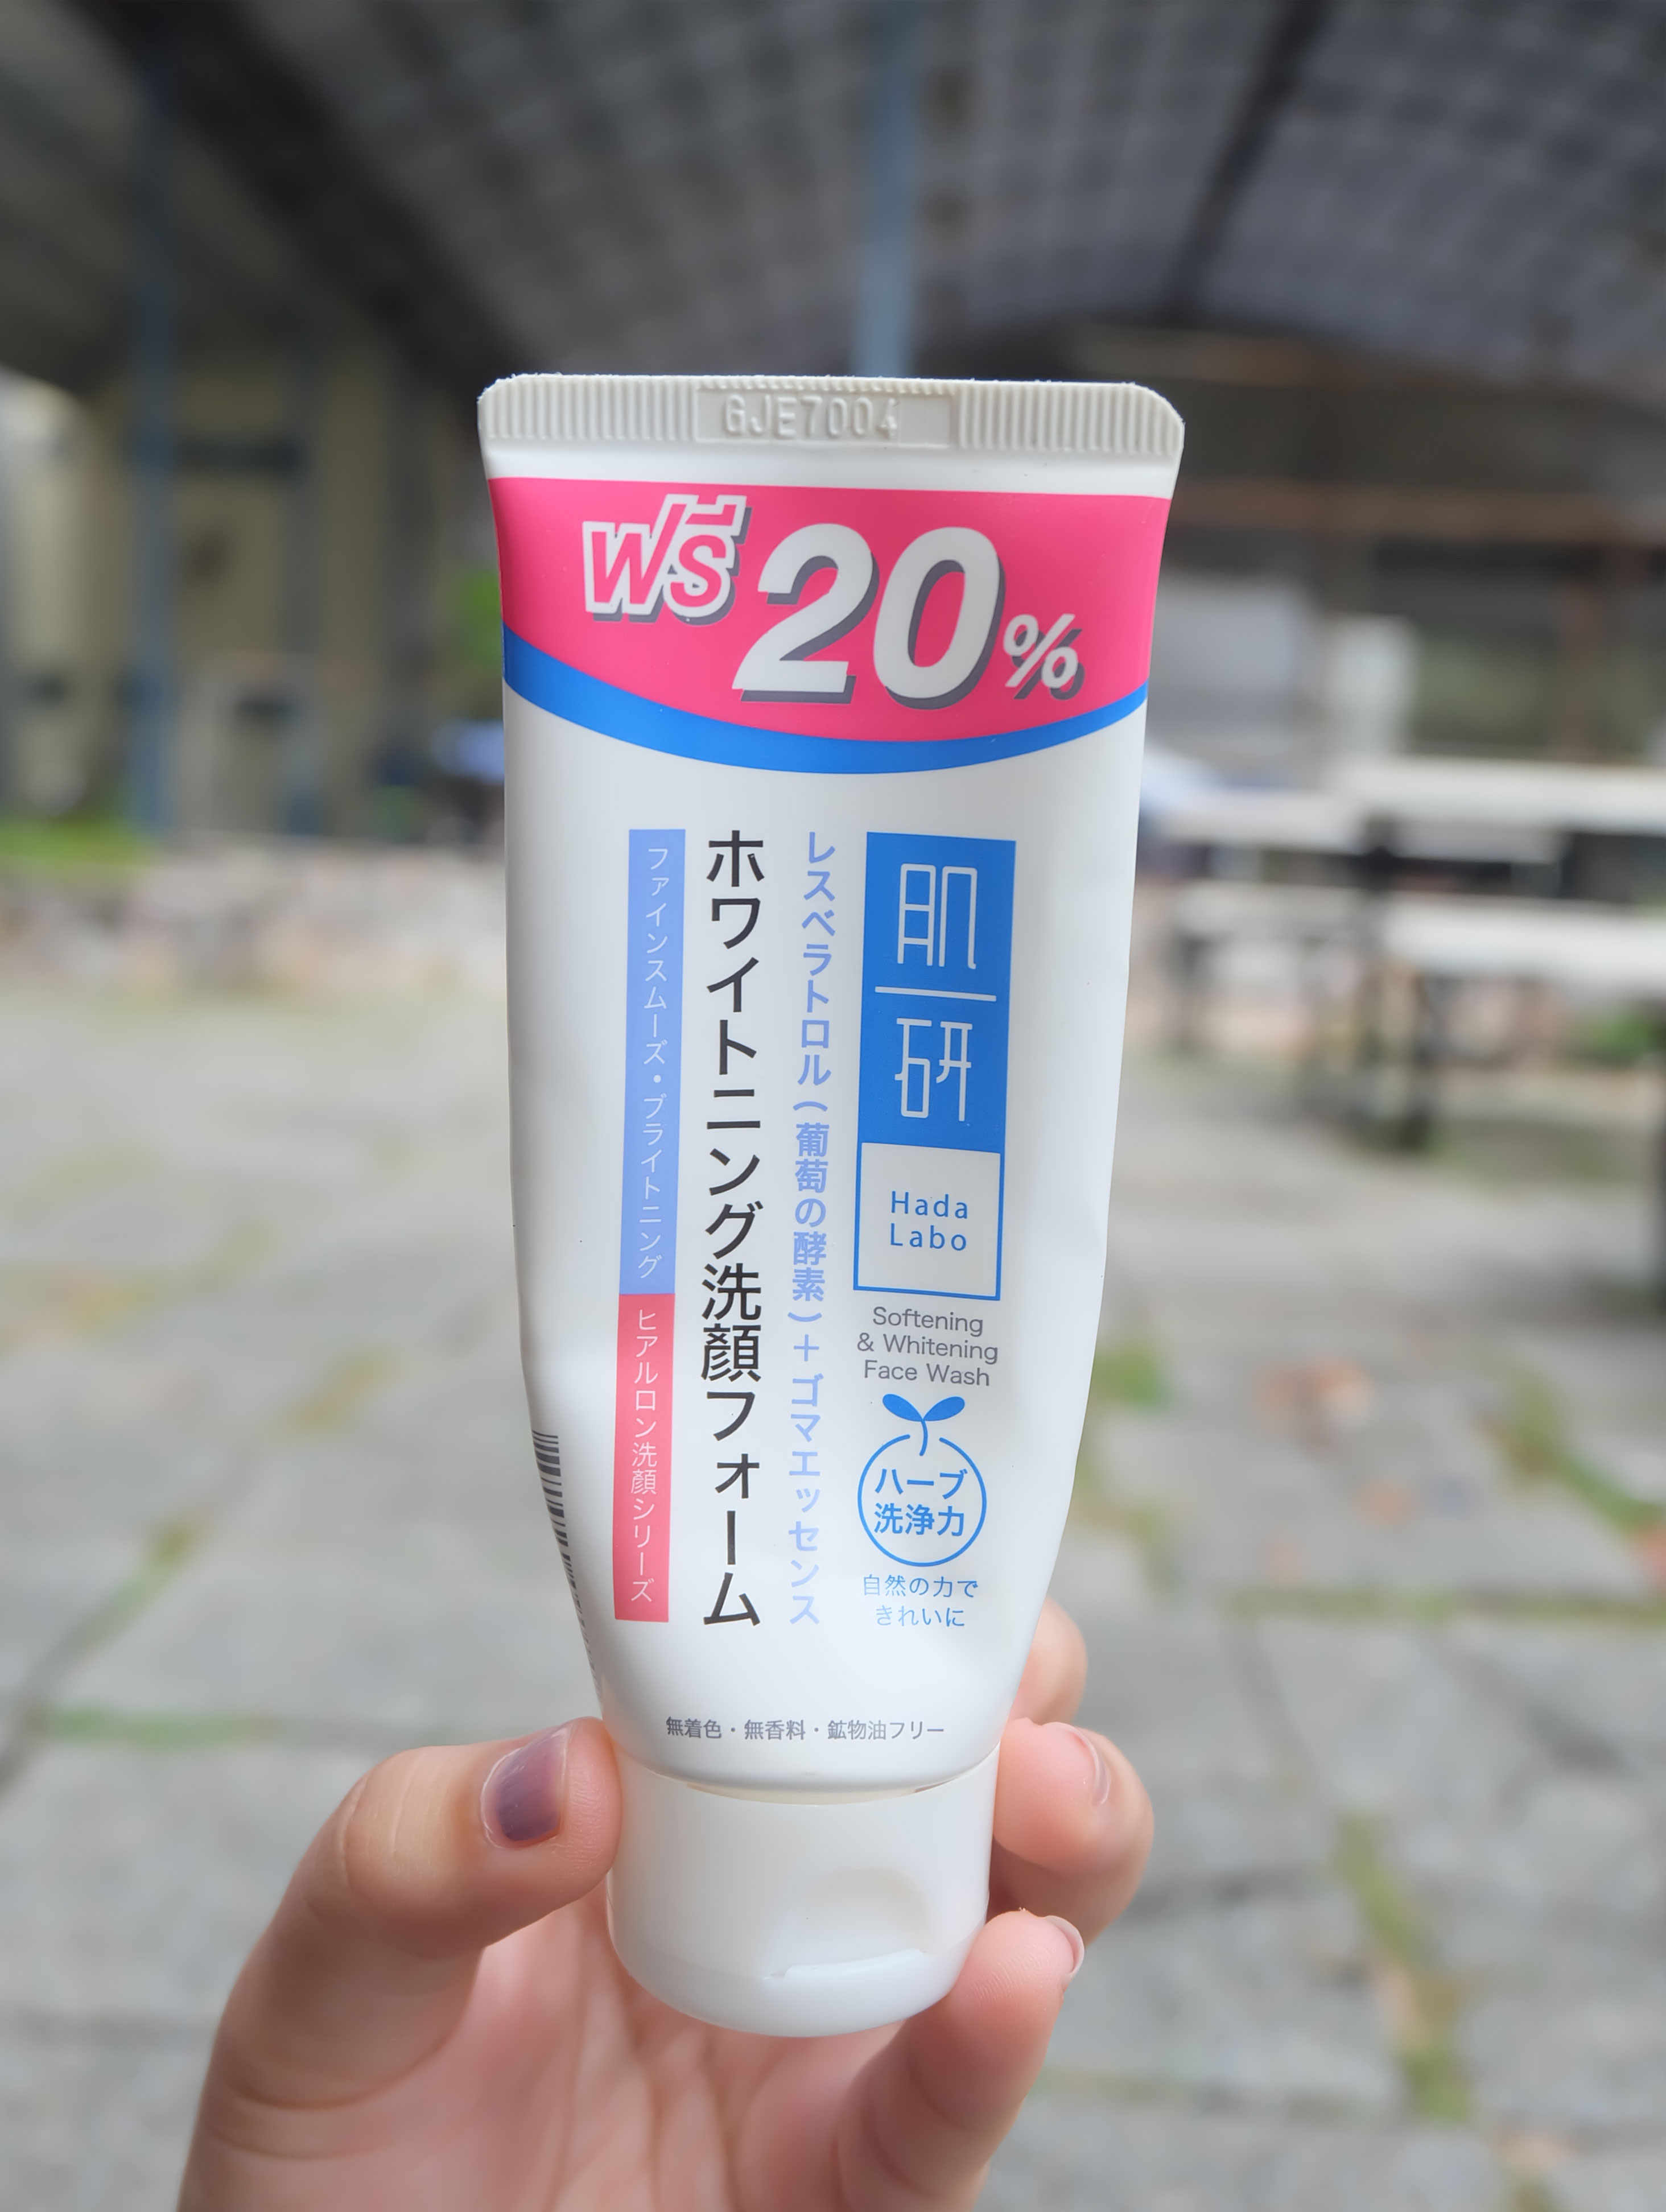 GJE7004
ฟรี 20%
肌研
Hada
Labo
Softening
& Whitening
Face Wash
ハーブ
洗浄力
自然の力で
きれいに
レスベラトロル(葡萄の酵素)+ゴマエッセンス
ホワイトニング洗顔フォーム
ファインスムーズ・ブライトニング
ヒアルロン洗顔シリーズ
無着色・無香料・鉱物油フリー